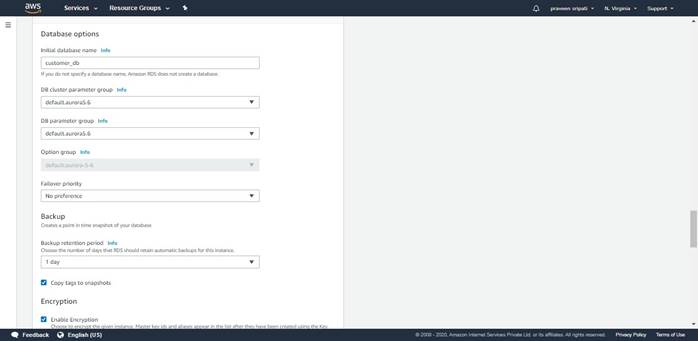 aws
Services
Resource Groups
praveen sripati
N. Virginia
Support
Database options
Initial database name Info
customer_db
If you do not specify a database name, Amazon RDS does not create a database.
DB cluster parameter group Info
default.aurora5.6
DB parameter group Info
default.aurora5.6
Option group Info
default:aurora-5-6
Failover priority
No preference
Backup
Creates a point in time snapshot of your database
Backup retention period Info
Choose the number of days that RDS should retain automatic backups for this instance.
1 day
Copy tags to snapshots
Encryption
Enable Encryption
Choose to encrypt the given instance. Master key ids and aliases appear in the list after they have been created using the Key
Feedback
English (US)
© 2008 - 2020, Amazon Internet Services Private Ltd. or its affiliates. All rights reserved.
Privacy Policy
Terms of Use